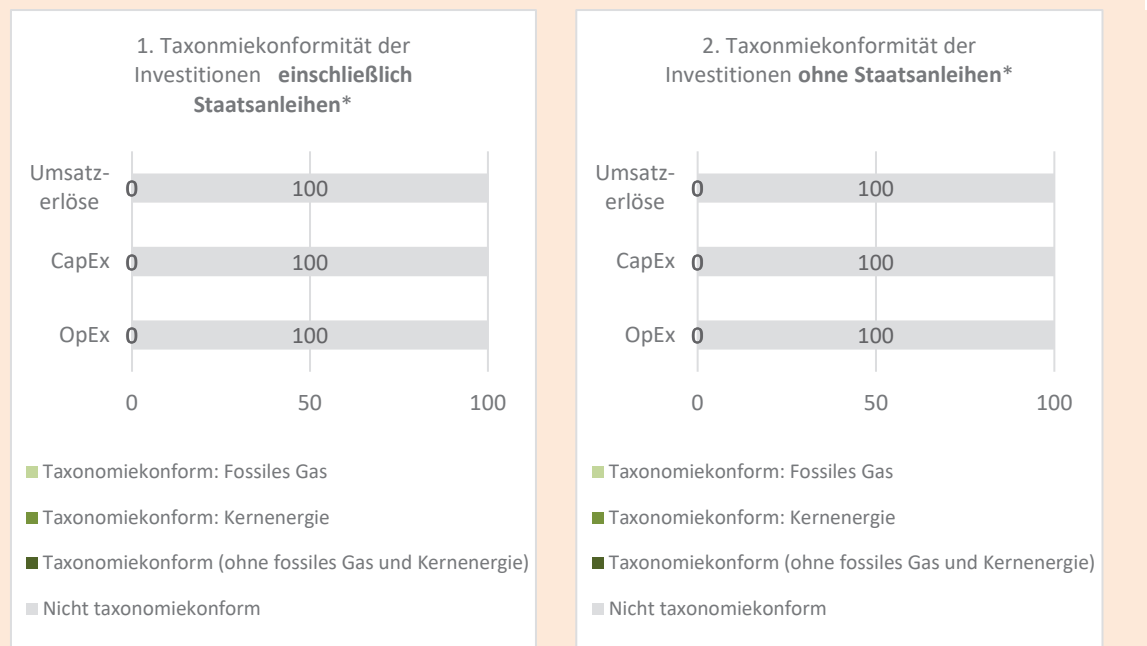 1. Taxonmiekonformität der
Investitionen einschließlich
Staatsanleihen*
Umsatz-
erlöse
0
100
CapEx
0
100
OpEx
0
100
0
50
100
Taxonomiekonform: Fossiles Gas
Taxonomiekonform: Kernenergie
Taxonomiekonform (ohne fossiles Gas und Kernenergie)
Nicht taxonomiekonform
2. Taxonmiekonformität der
Investitionen ohne Staatsanleihen*
Umsatz-
erlöse
0
100
CapEx
0
100
OpEx
0
100
0
50
100
Taxonomiekonform: Fossiles Gas
Taxonomiekonform: Kernenergie
Taxonomiekonform (ohne fossiles Gas und Kernenergie)
Nicht taxonomiekonform